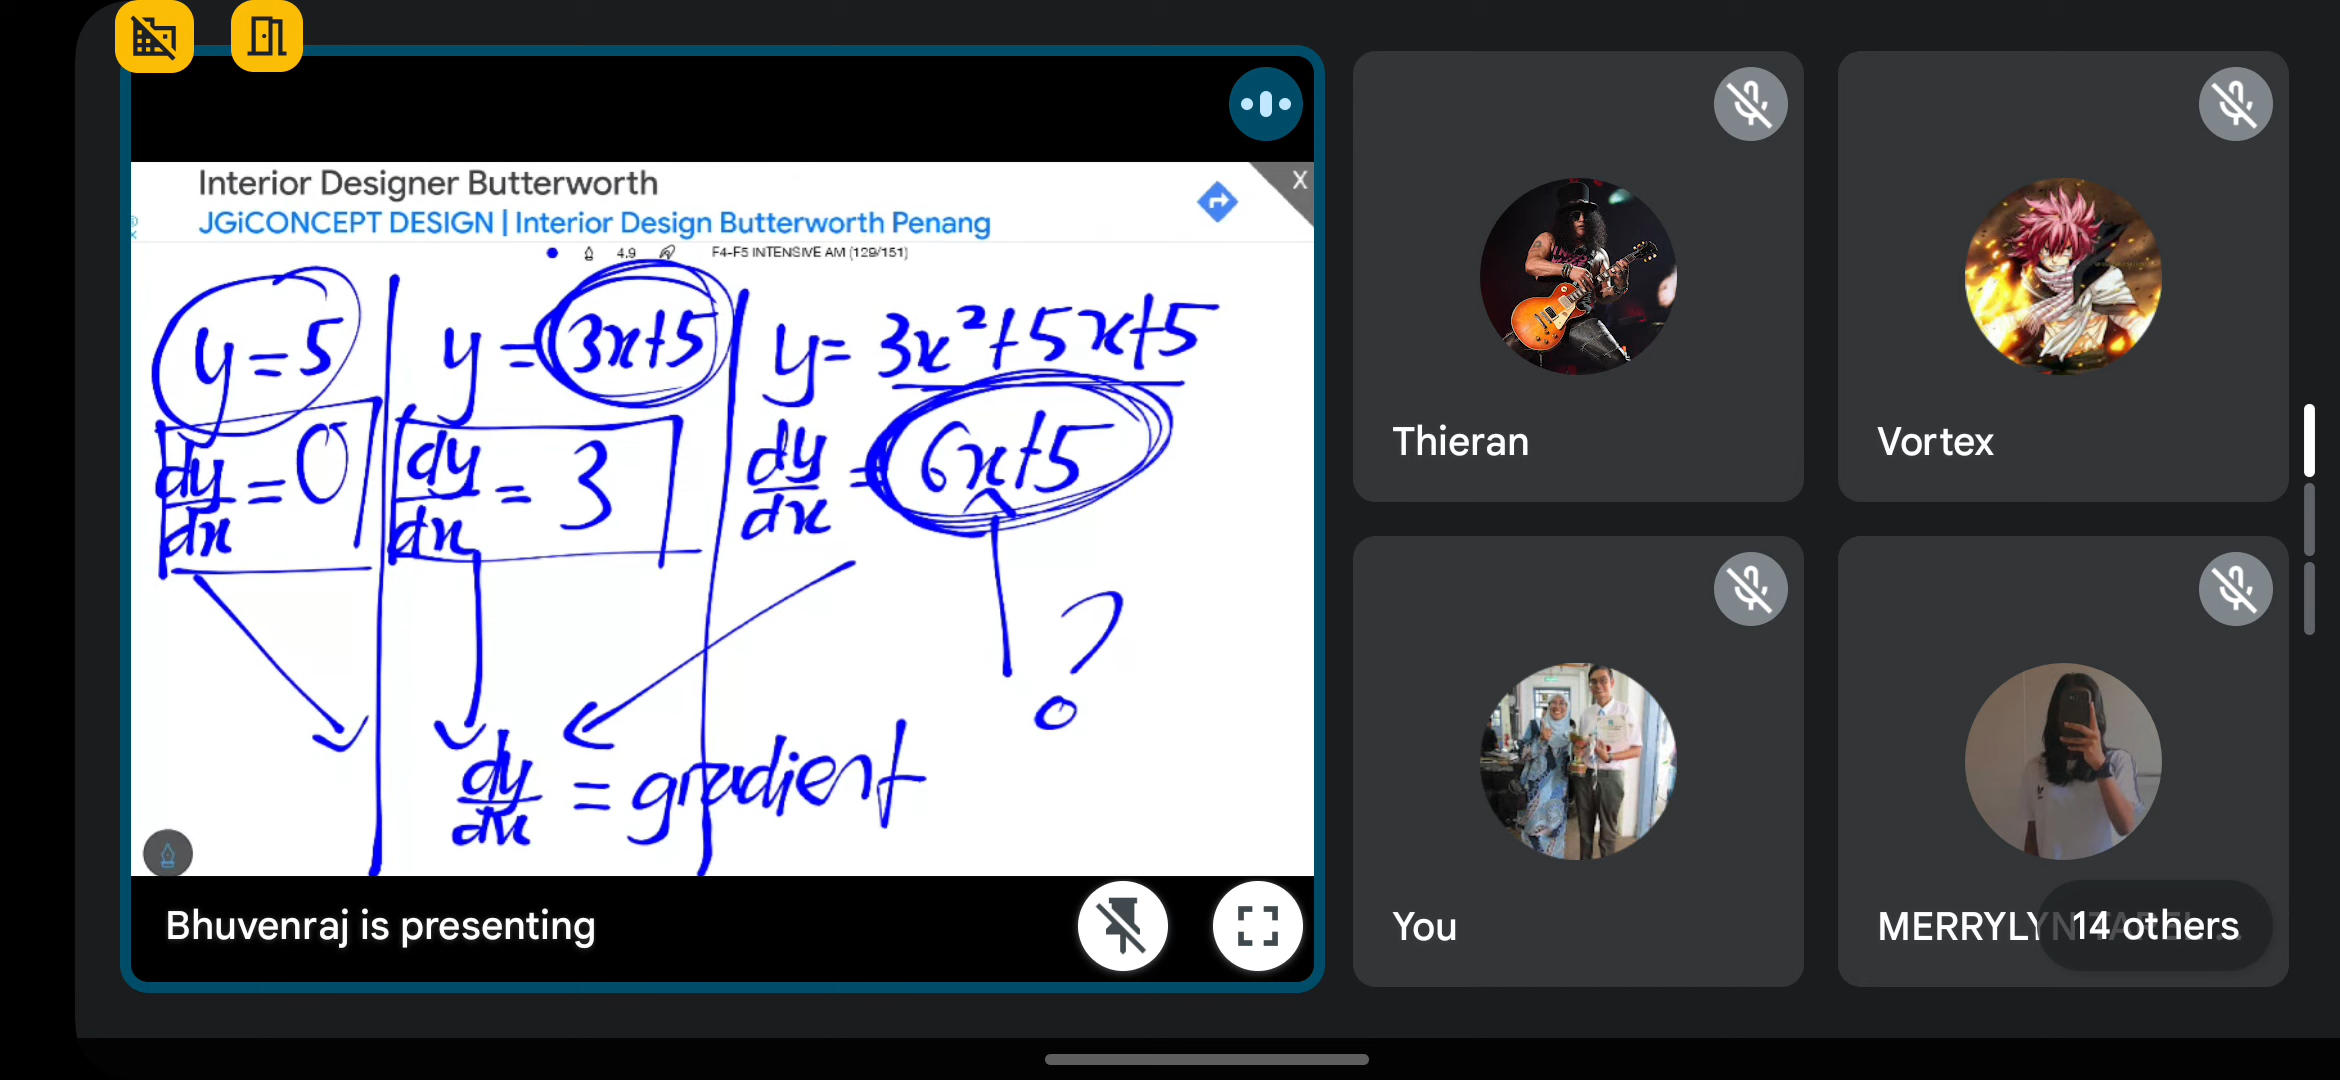 Interior Designer Butterworth
JGiCONCEPT DESIGN | Interior Design Butterworth Penang
X
4.9 F4-F5 INTENSIVE AM (129/151)
y=5
dy/dx = 0
y = 3x+5
dy/dx = 3
y= 3x²+5x+5
dy/dx = 6x+5
?
dy/dx = gradient
Bhuvenraj is presenting
Thieran
Vortex
You
MERRYLYN
14 others